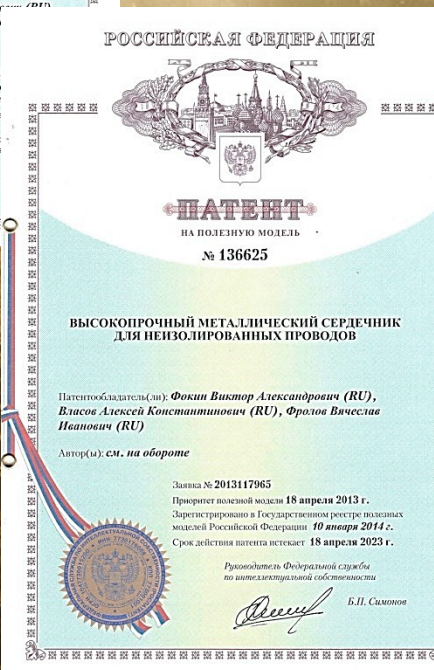 (RU)
РОССИЙСКАЯ ФЕДЕРАЦИЯ
ПАТЕНТ
НА ПОЛЕЗНУЮ МОДЕЛЬ
№ 136625
ВЫСОКОПРОЧНЫЙ МЕТАЛЛИЧЕСКИЙ СЕРДЕЧНИК
ДЛЯ НЕИЗОЛИРОВАННЫХ ПРОВОДОВ
Патентообладатель(ли): Фокин Виктор Александрович (RU),
Власов Алексей Константинович (RU), Фролов Вячеслав
Иванович (RU)
Автор(ы): см. на обороте
Заявка № 2013117965
Приоритет полезной модели 18 апреля 2013 г.
Зарегистрировано в Государственном реестре полезных
моделей Российской Федерации 10 января 2014 г.
Срок действия патента истекает 18 апреля 2023 г.
Руководитель Федеральной службы
по интеллектуальной собственности
Б.П. Симонов